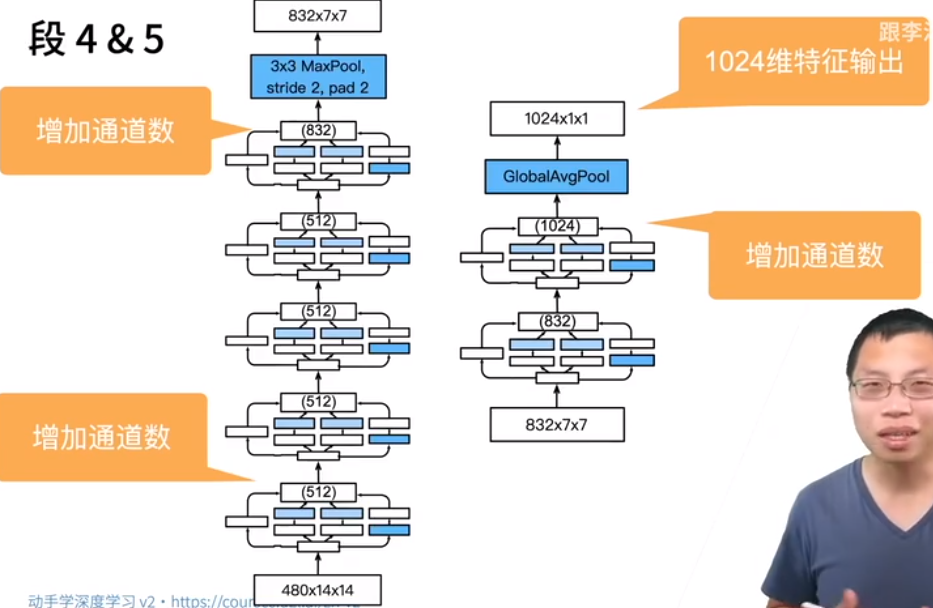 段 4 & 5
832x7x7
3x3 MaxPool,
stride 2, pad 2
增加通道数
(832)
(512)
(512)
(512)
增加通道数
(512)
480x14x14
跟李
1024维特征输出
1024x1x1
GlobalAvgPool
(1024)
增加通道数
(832)
832x7x7
动手学深度学习 v2 · https://cour